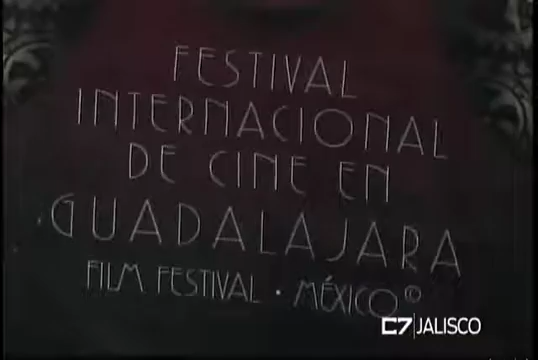 FESTIVAL
INTERNACIONAL
DE CINE EN
GUADALAJARA
FILM FESTIVAL • MÉXICO©
C7 JALISCO